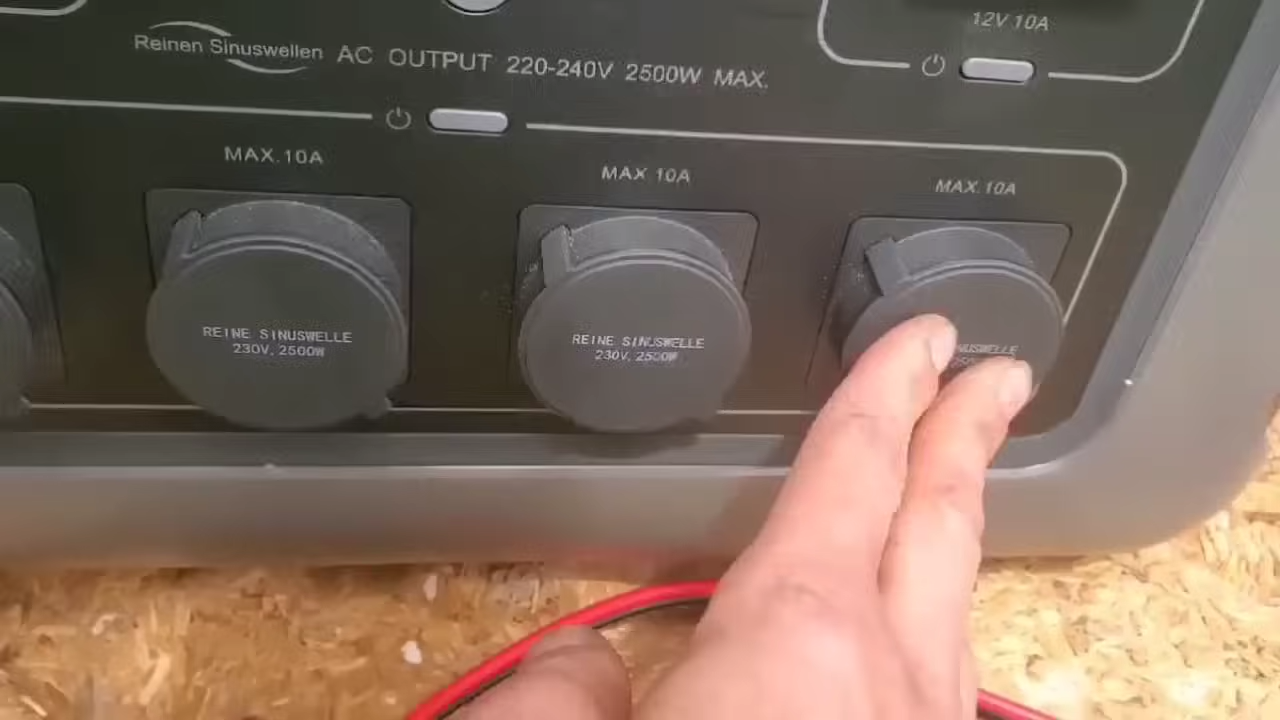 12V 10A
Reinen Sinuswellen AC OUTPUT 220-240V 2500W MAX.
MAX.10A
MAX 10A
MAX.10A
REINE SINUSWELLE
230V, 2500W
REINE SINUSWELLE
230V, 2500W
SINUSWELLE